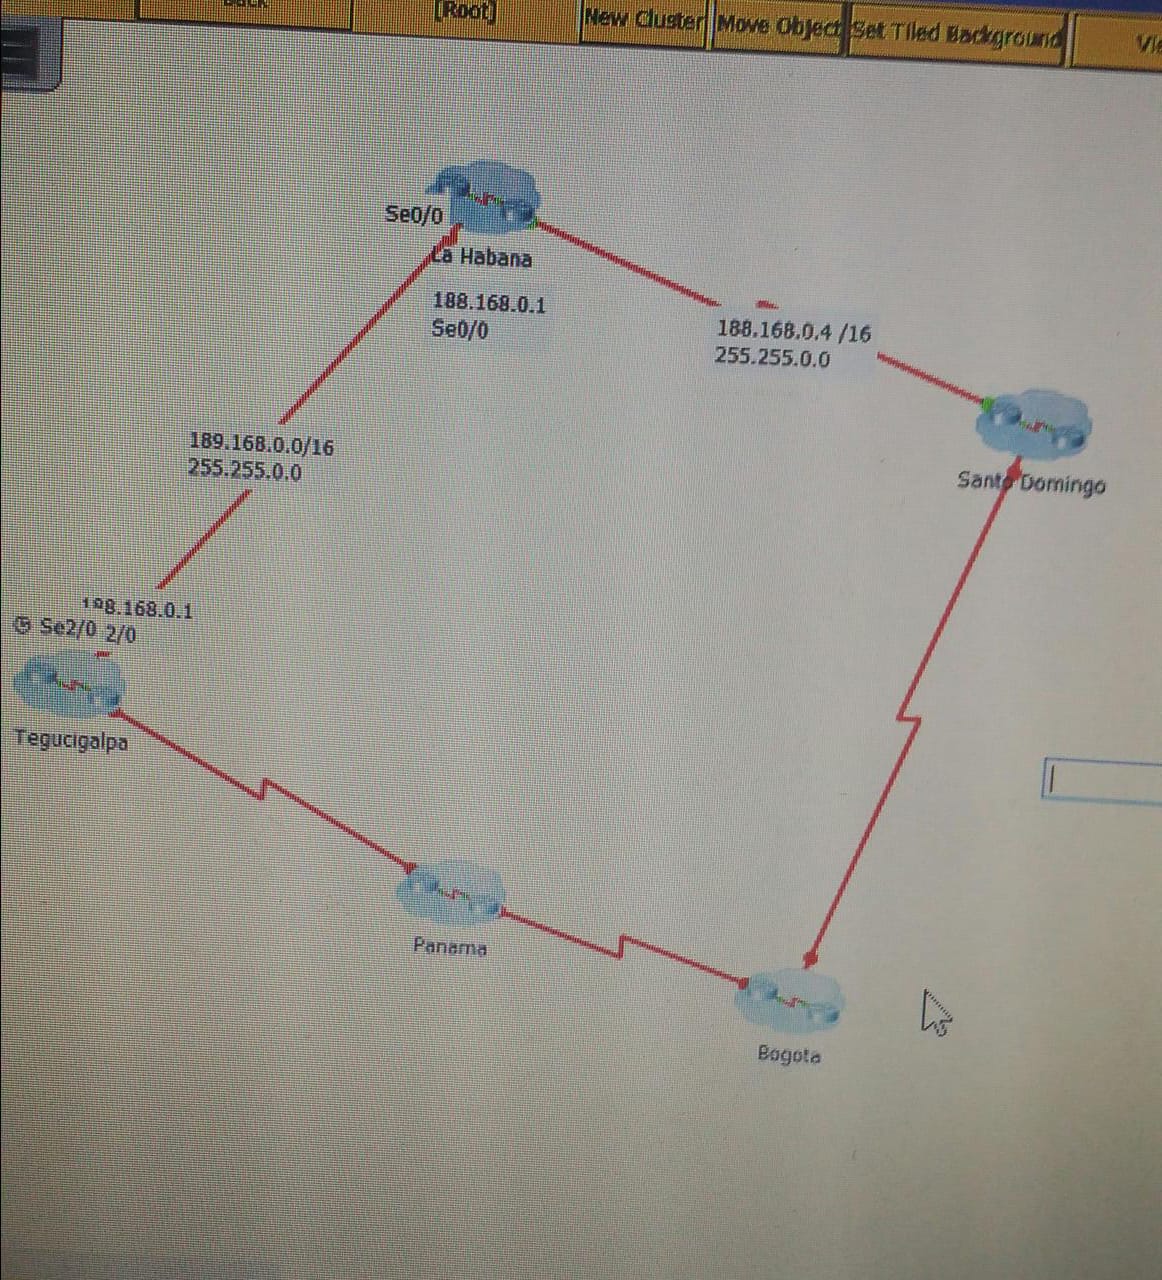 [Root]
New Cluster
Move Object
Set Tiled Background
Se0/0
La Habana
188.168.0.1
Se0/0
188.168.0.4 /16
255.255.0.0
189.168.0.0/16
255.255.0.0
Santo Domingo
8.168.0.1
Se2/0 2/0
Tegucigalpa
Panama
Bogota